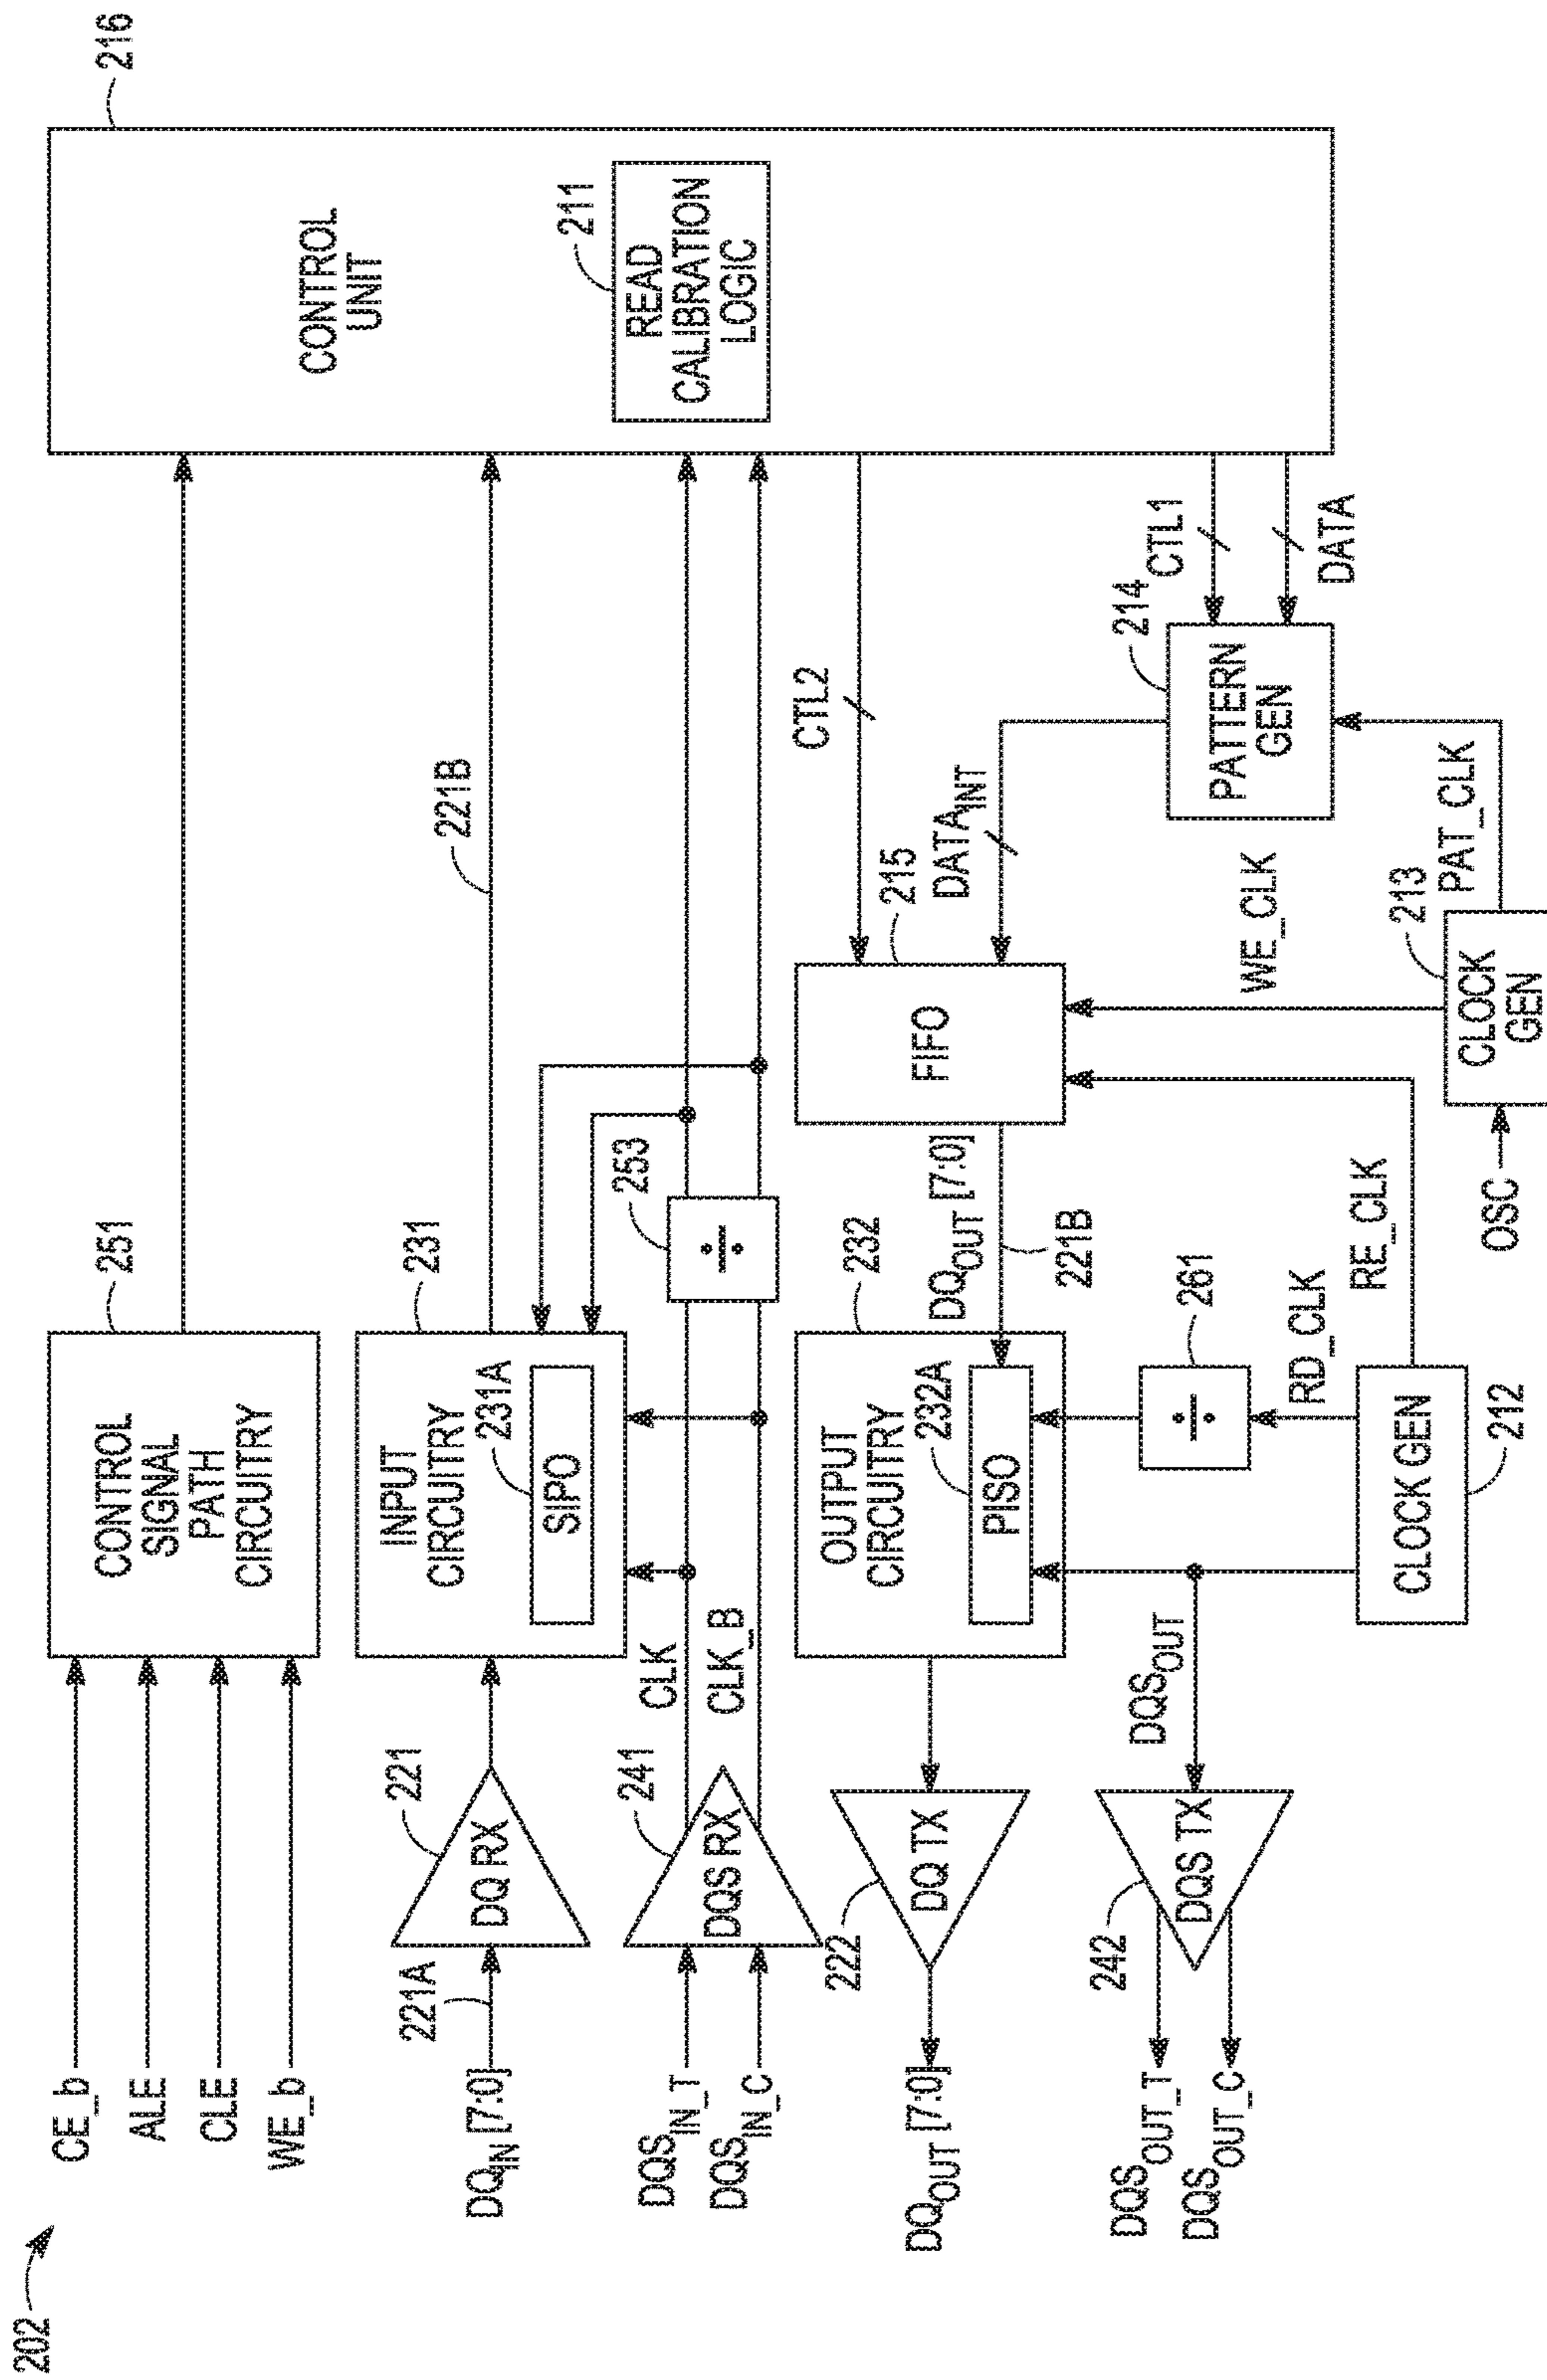 202
CE_b
ALE
CLE
WE_b
251
CONTROL
SIGNAL
PATH
CIRCUITRY
216
CONTROL
UNIT
211
READ
CALIBRATION
LOGIC
DQIN [7:0]
221A
221
DQ RX
231
INPUT
CIRCUITRY
231A
SIPO
221B
DQSIN_T
DQSIN_C
241
DQS RX
CLK
CLK_B
253
÷
CTL2
DQOUT [7:0]
222
DQ TX
232
OUTPUT
CIRCUITRY
232A
PISO
DQOUT [7:0]
221B
215
FIFO
DATAINT
214
PATTERN
GEN
CTL1
DATA
DQSOUT_T
DQSOUT_C
242
DQS TX
DQSOUT
261
÷
RD_CLK
RE_CLK
CLOCK GEN
212
WE_CLK
PAT_CLK
213
CLOCK
GEN
OSC